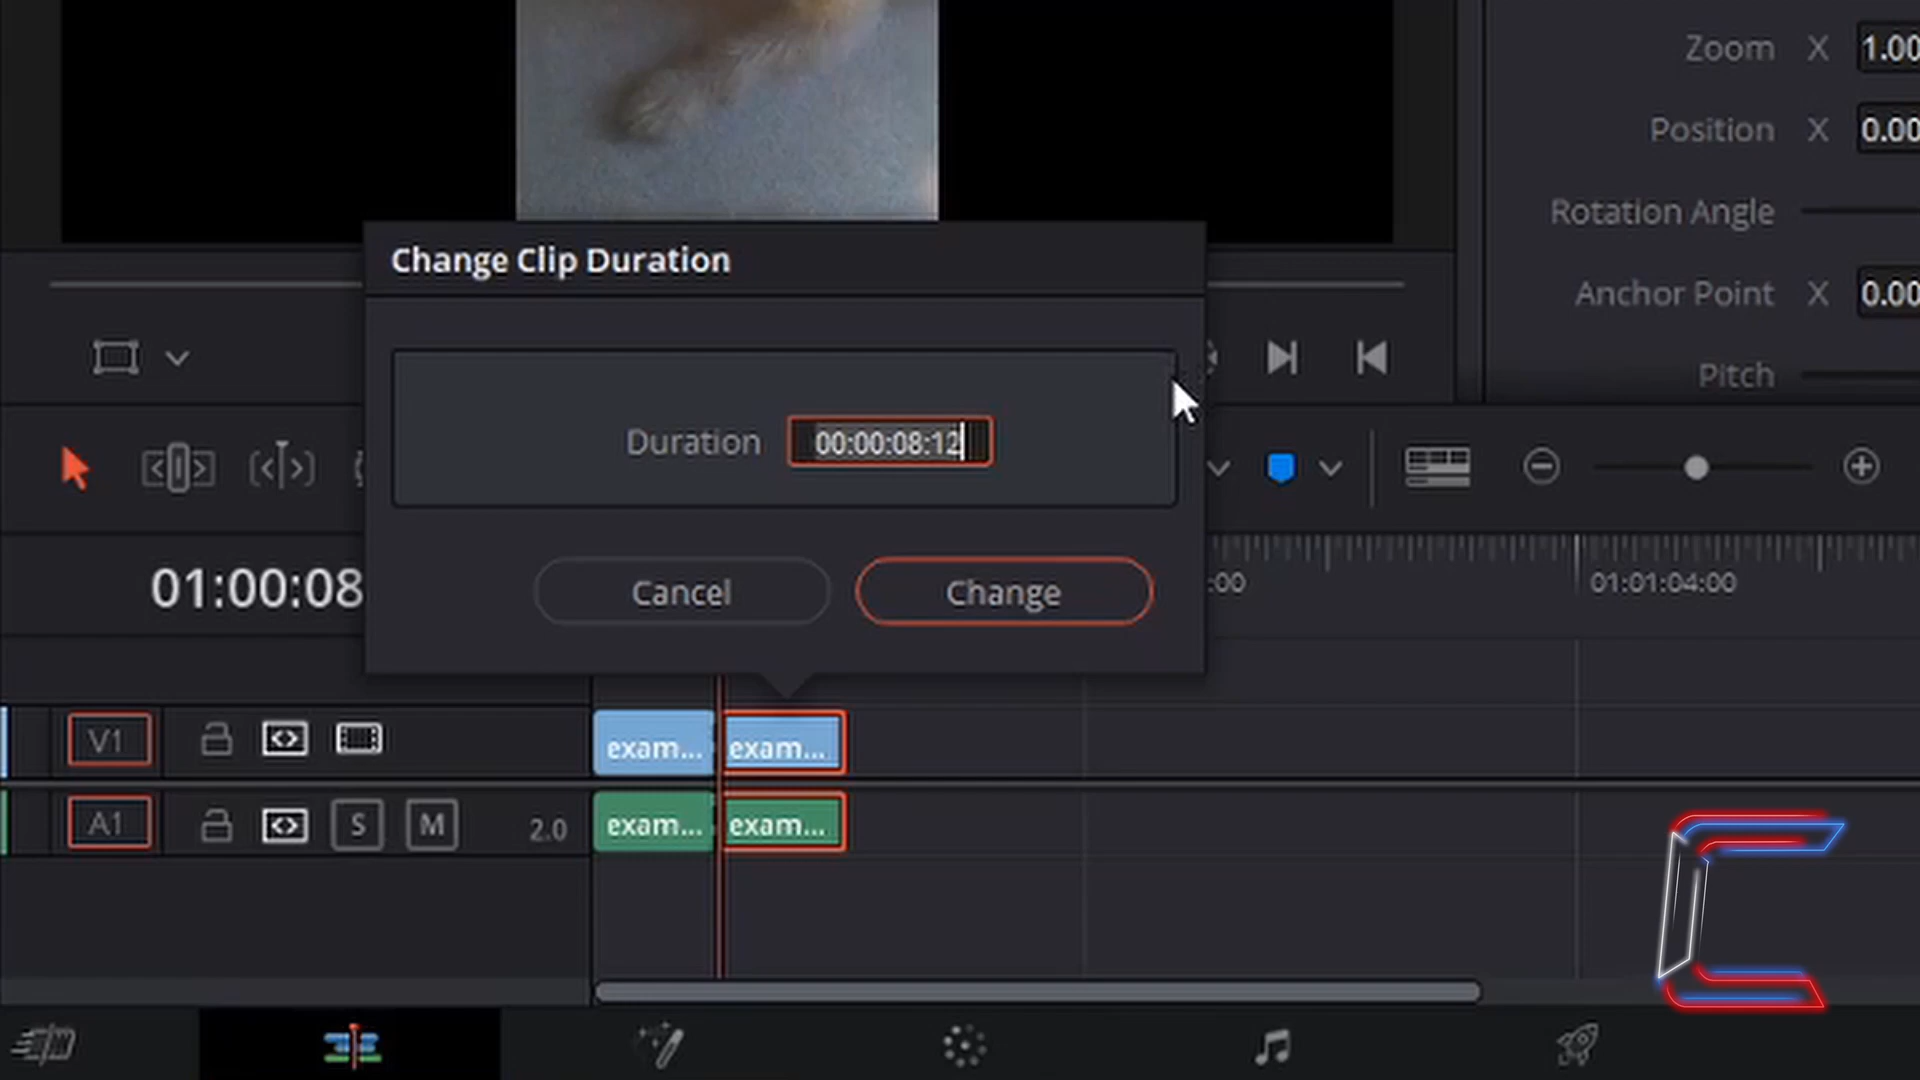 Zoom X 1.00
Position X 0.00
Rotation Angle
Anchor Point X 0.00
Pitch
Change Clip Duration
Duration 00:00:08:12
Cancel Change
01:00:08
:00 01:01:04:00
V1
exam... exam...
A1 S M 2.0
exam... exam...
C